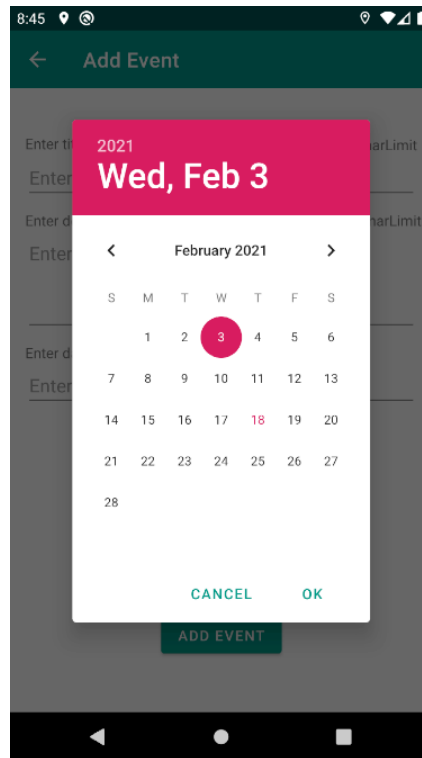 8:45
Add Event
Enter ti
2021
arLimit
Enter
Wed, Feb 3
Enter d
harLimit
Enter
February 2021
S M T W T F S
1 2 3 4 5 6
Enter d
7 8 9 10 11 12 13
Enter
14 15 16 17 18 19 20
21 22 23 24 25 26 27
28
CANCEL OK
ADD EVENT